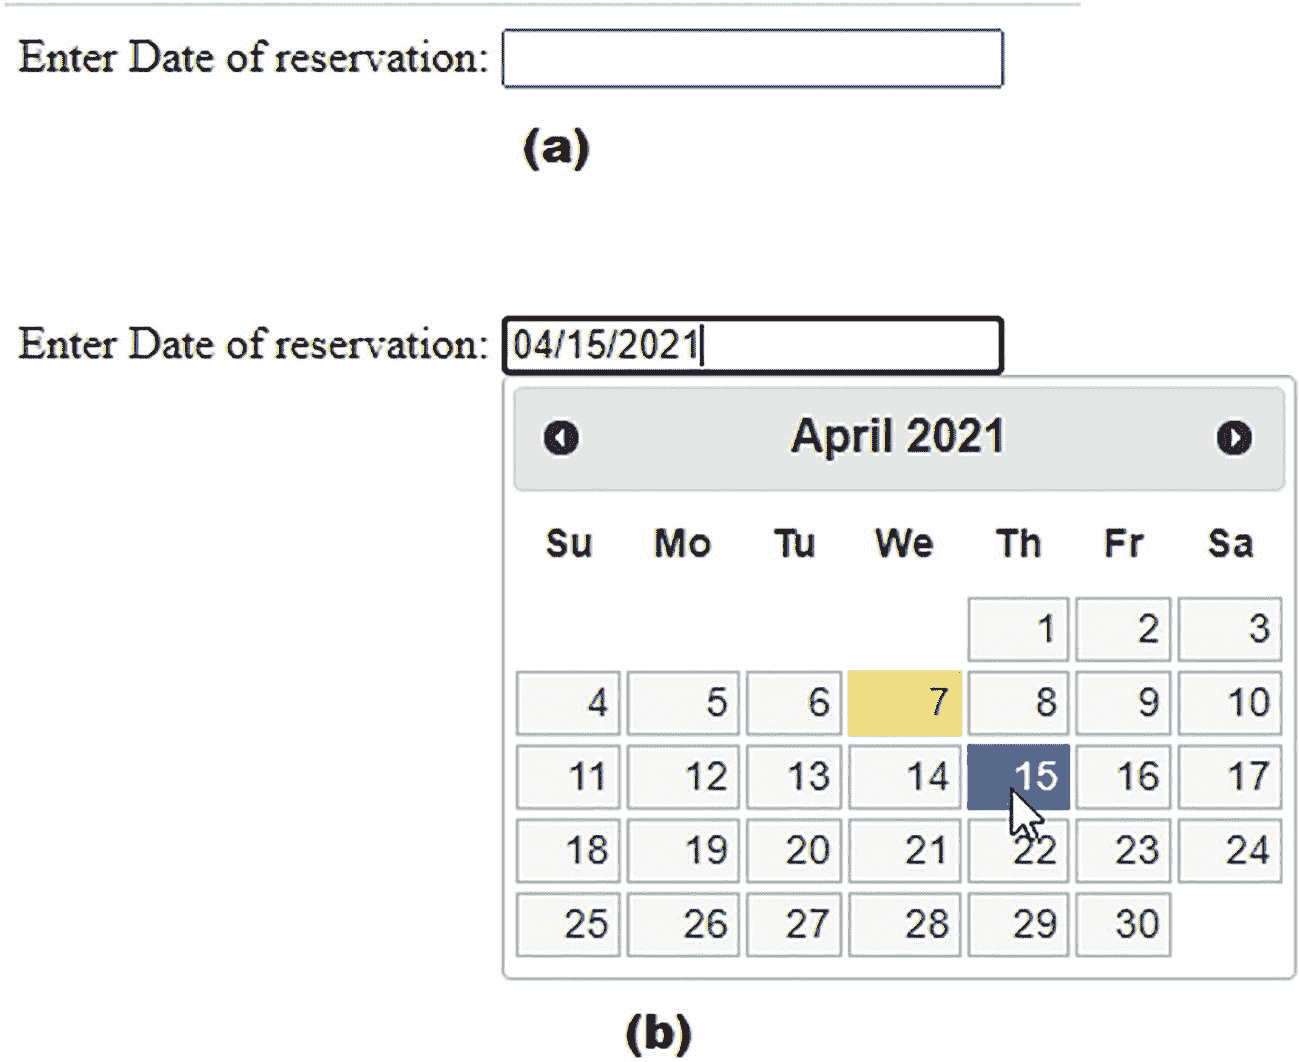 Enter Date of reservation:
(a)
Enter Date of reservation: 04/15/2021
April 2021
Su Mo Tu We Th Fr Sa
1 2 3
4 5 6 7 8 9 10
11 12 13 14 15 16 17
18 19 20 21 22 23 24
25 26 27 28 29 30
(b)